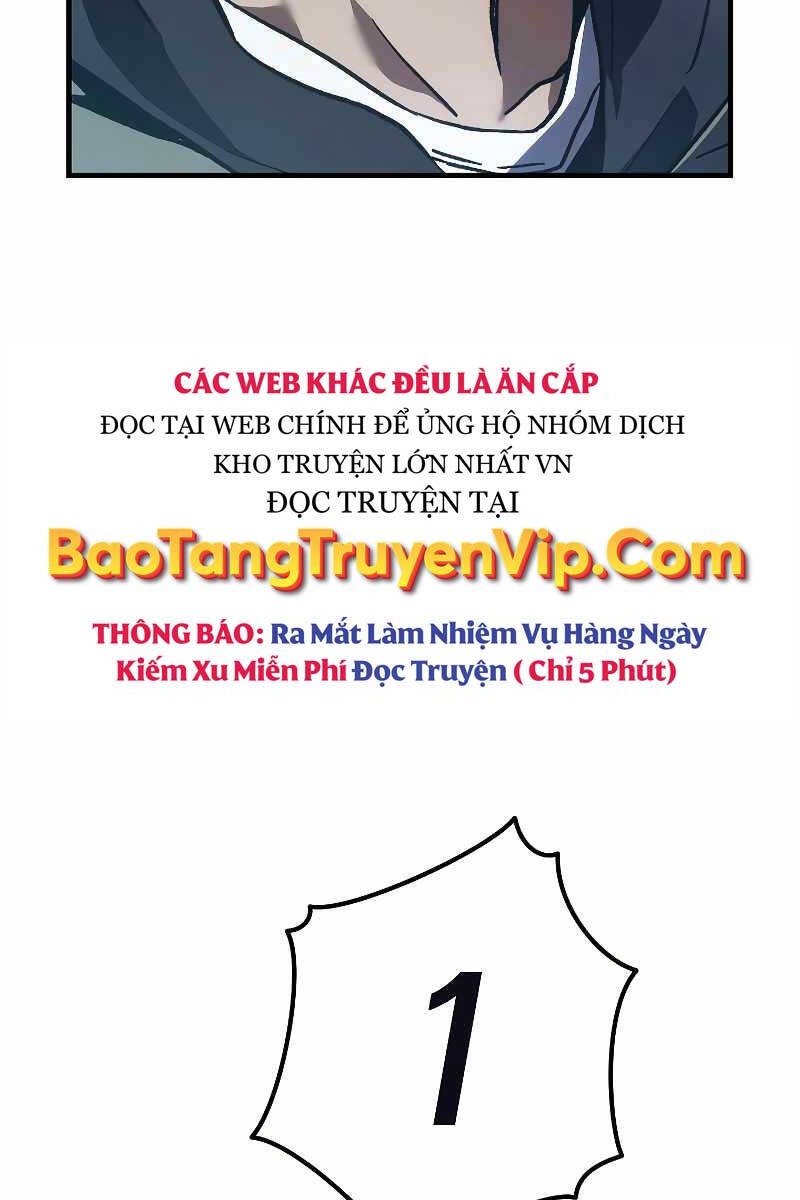 CÁC WEB KHÁC ĐỀU LÀ ĂN CẮP
ĐỌC TẠI WEB CHÍNH ĐỂ ỦNG HỘ NHÓM DỊCH
KHO TRUYỆN LỚN NHẤT VN
ĐỌC TRUYỆN TẠI
BaoTangTruyenVip.Com
THÔNG BÁO: Ra Mắt Làm Nhiệm Vụ Hàng Ngày
Kiếm Xu Miễn Phí Đọc Truyện ( Chỉ 5 Phút)
1